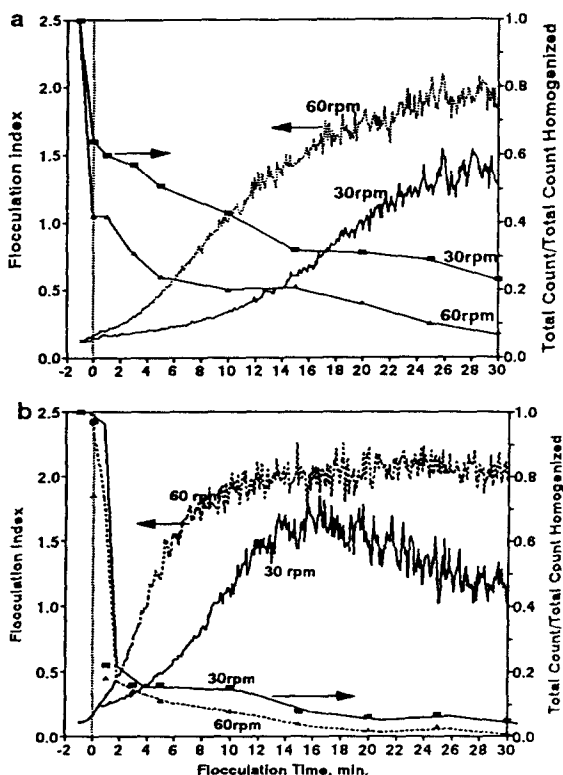 a
Flocculation Index
2.5
2.0
1.5
1.0
0.5
0.0
60rpm
30rpm
30rpm
60rpm
1.0
0.8
0.6
0.4
0.2
0.0
Total Count/Total Count Homogenized
-2 0 2 4 6 8 10 12 14 16 18 20 22 24 26 28 30
b
Flocculation Index
2.5
2.0
1.5
1.0
0.5
0.0
60 rpm
30 rpm
30rpm
60rpm
1.0
0.8
0.6
0.4
0.2
0.0
Total Count/Total Count Homogenized
-2 0 2 4 6 8 10 12 14 16 18 20 22 24 26 28 30
Flocculation Time, min.